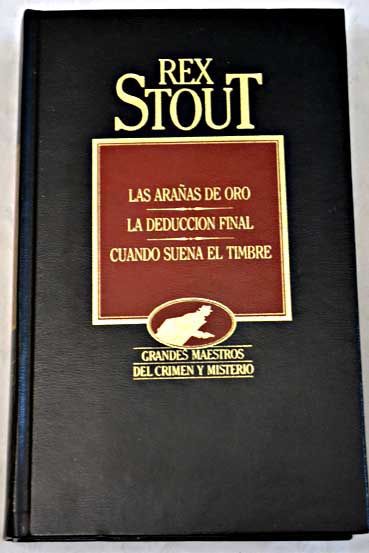 REX
STOUT
LAS ARAÑAS DE ORO
LA DEDUCCION FINAL
CUANDO SUENA EL TIMBRE
GRANDES MAESTROS
DEL CRIMEN Y MISTERIO